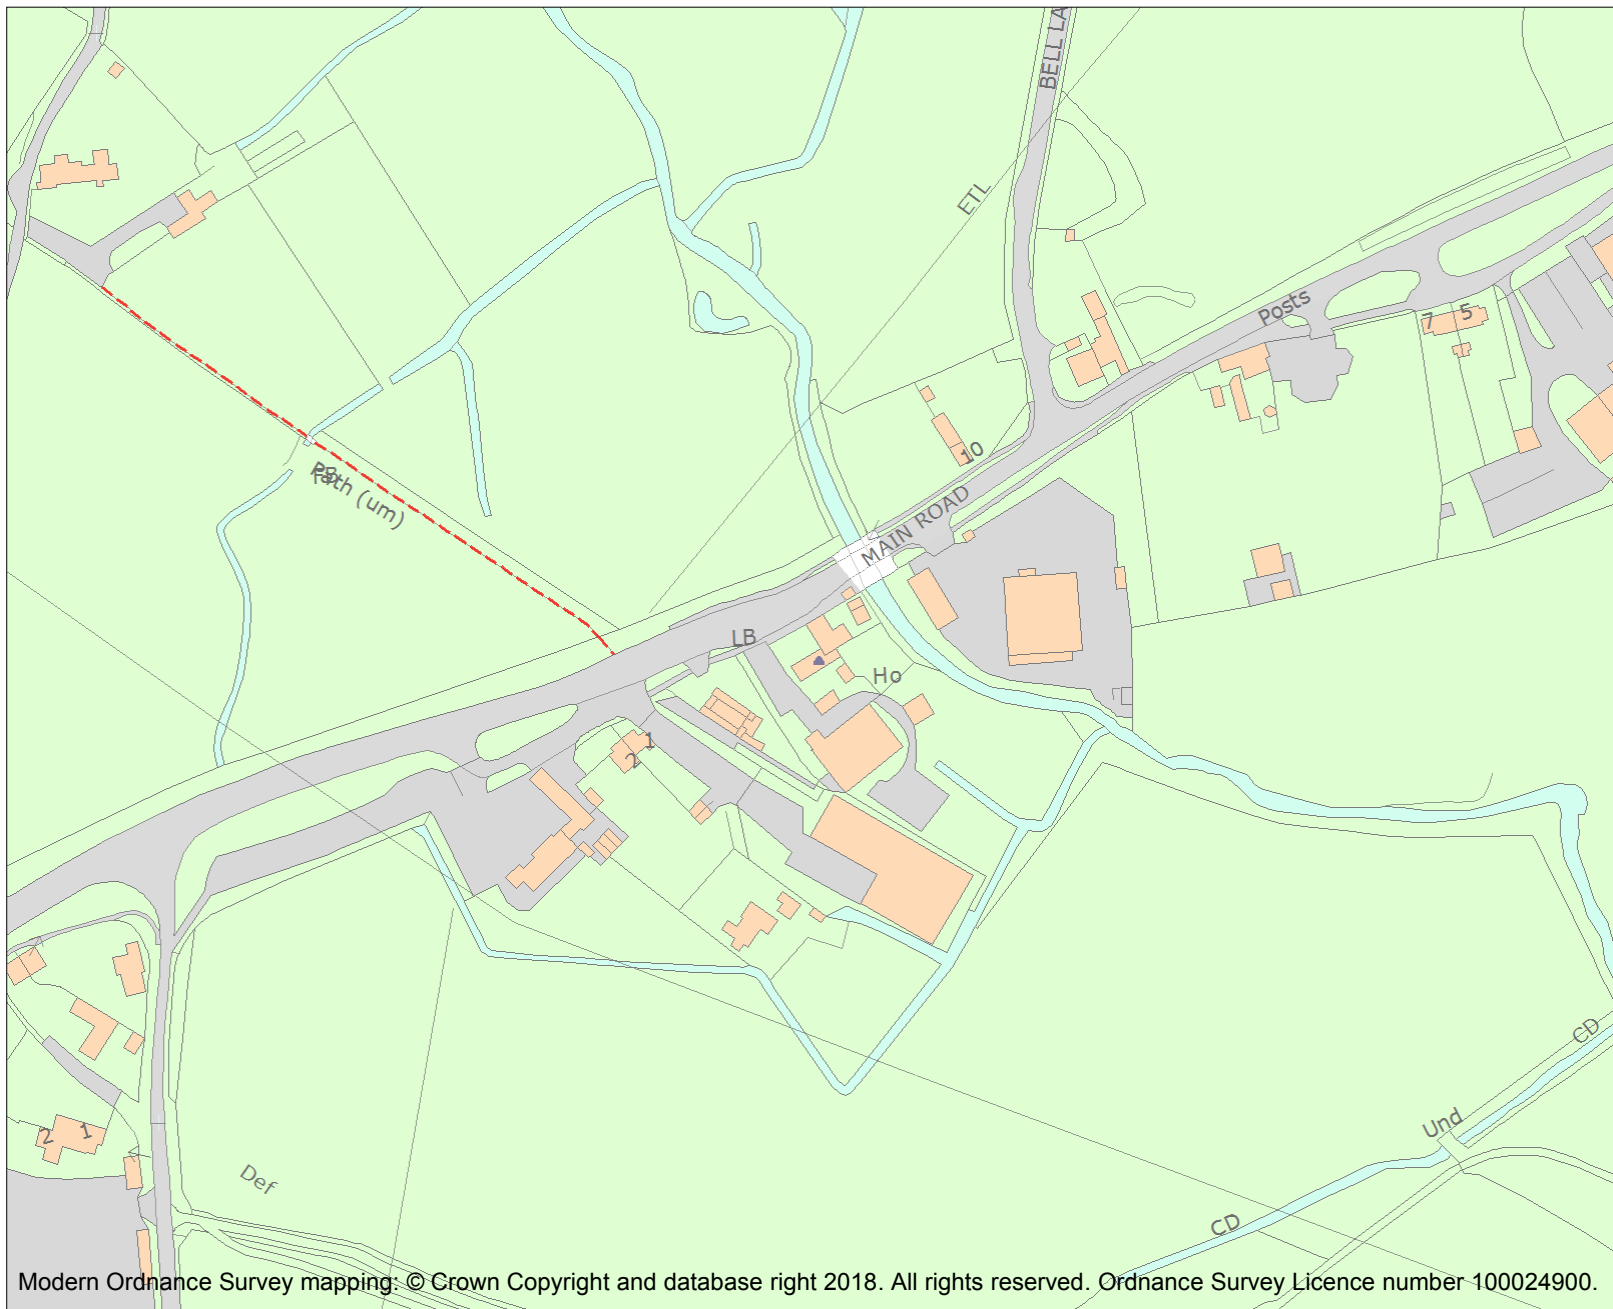 BELL LA
ETL
Posts
7
5
10
Path (um)
MAIN ROAD
LB
Ho
1
2
CD
Und
2
1
Def
CD
Modern Ordnance Survey mapping: © Crown Copyright and database right 2018. All rights reserved. Ordnance Survey Licence number 100024900.